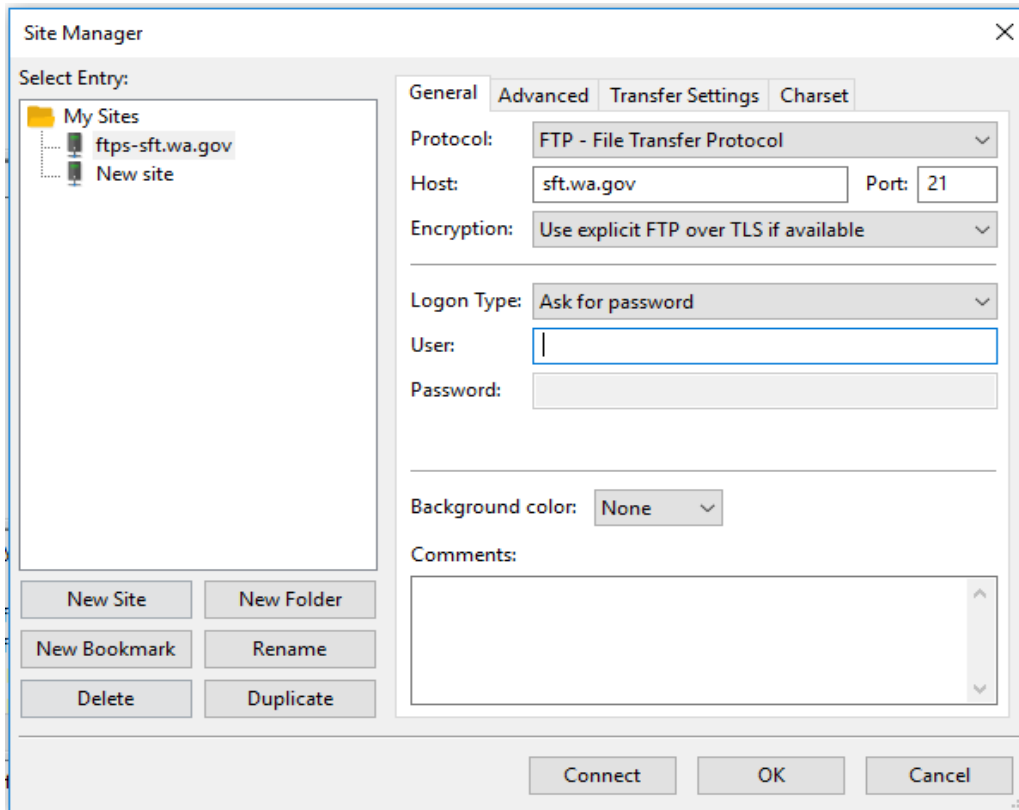 Site Manager
Select Entry:
My Sites
ftps-sft.wa.gov
New site
New Site
New Folder
New Bookmark
Rename
Delete
Duplicate
General Advanced Transfer Settings Charset
Protocol: FTP - File Transfer Protocol
Host: sft.wa.gov Port: 21
Encryption: Use explicit FTP over TLS if available
Logon Type: Ask for password
User:
Password:
Background color: None
Comments:
Connect OK Cancel